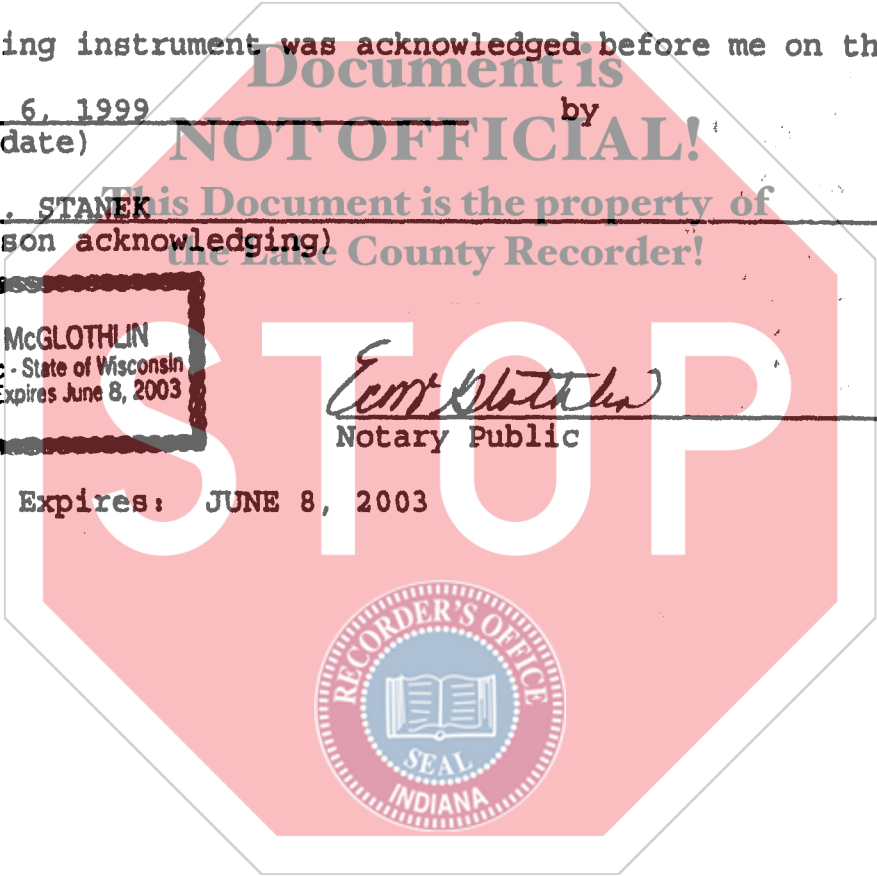 ing instrument was acknowledged before me on th
Document is
6, 1999 by
date)
NOT OFFICIAL!
. STANEK
This Document is the property of
son acknowledging)
the Lake County Recorder!
McGLOTHLIN
- State of Wisconsin
xpires June 8, 2003
STOP
Notary Public
Expires: JUNE 8, 2003
RECORDER'S OFFICE
SEAL
INDIANA